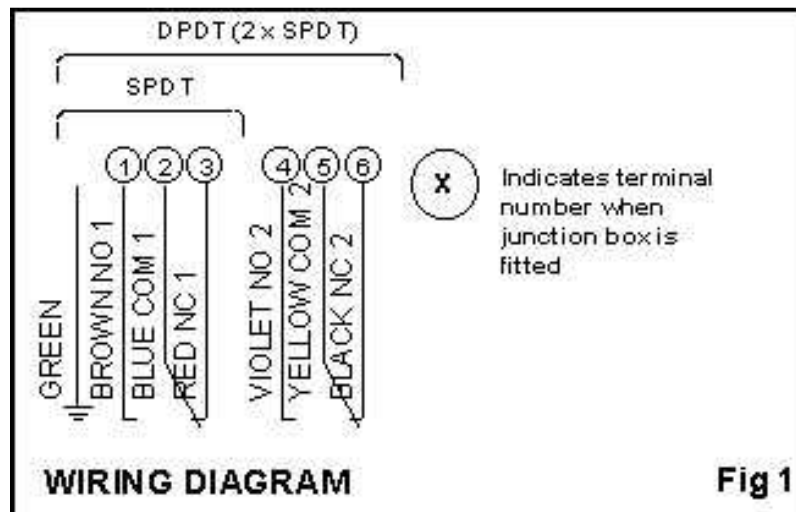 DPDT (2 x SPDT)
SPDT
1 2 3 4 5 6
X
Indicates terminal
number when
junction box is
fitted
GREEN
BROWN NO 1
BLUE COM 1
RED NC 1
VIOLET NO 2
YELLOW COM 2
BLACK NC 2
WIRING DIAGRAM
Fig 1